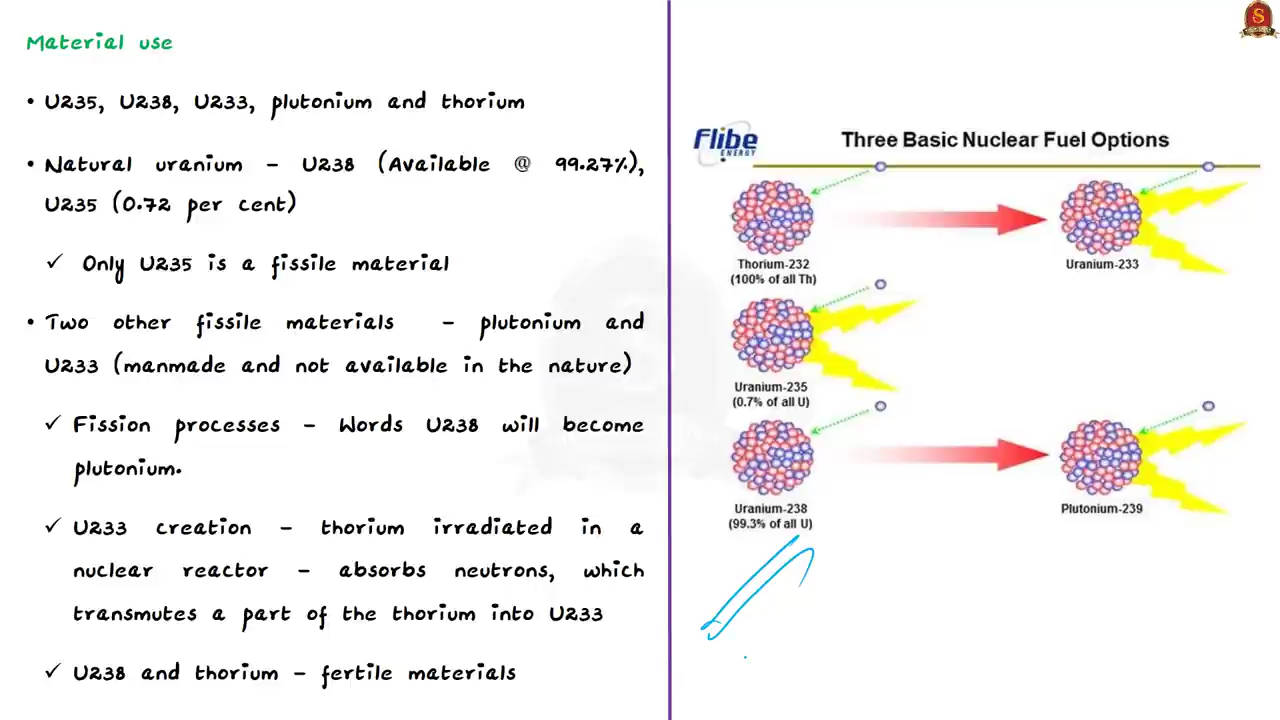 Material use
• U235, U238, U233, plutonium and thorium
• Natural uranium – U238 (Available @ 99.27%),
U235 (0.72 per cent)
✓ Only U235 is a fissile material
• Two other fissile materials – plutonium and
U233 (manmade and not available in the nature)
✓ Fission processes – Words U238 will become
plutonium.
✓ U233 creation – thorium irradiated in a
nuclear reactor – absorbs neutrons, which
transmutes a part of the thorium into U233
✓ U238 and thorium – fertile materials
S
Flibe
ENERGY
Three Basic Nuclear Fuel Options
Thorium-232
(100% of all Th)
Uranium-233
Uranium-235
(0.7% of all U)
Uranium-238
(99.3% of all U)
Plutonium-239